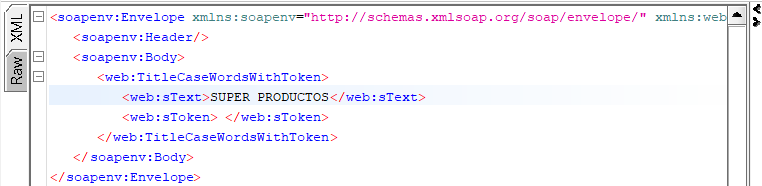 XML
Raw
<soapenv:Envelope xmlns:soapenv="http://schemas.xmlsoap.org/soap/envelope/" xmlns:web
<soapenv:Header/>
<soapenv:Body>
<web:TitleCaseWordsWithToken>
<web:sText>SUPER PRODUCTOS</web:sText>
<web:sToken> </web:sToken>
</web:TitleCaseWordsWithToken>
</soapenv:Body>
</soapenv:Envelope>